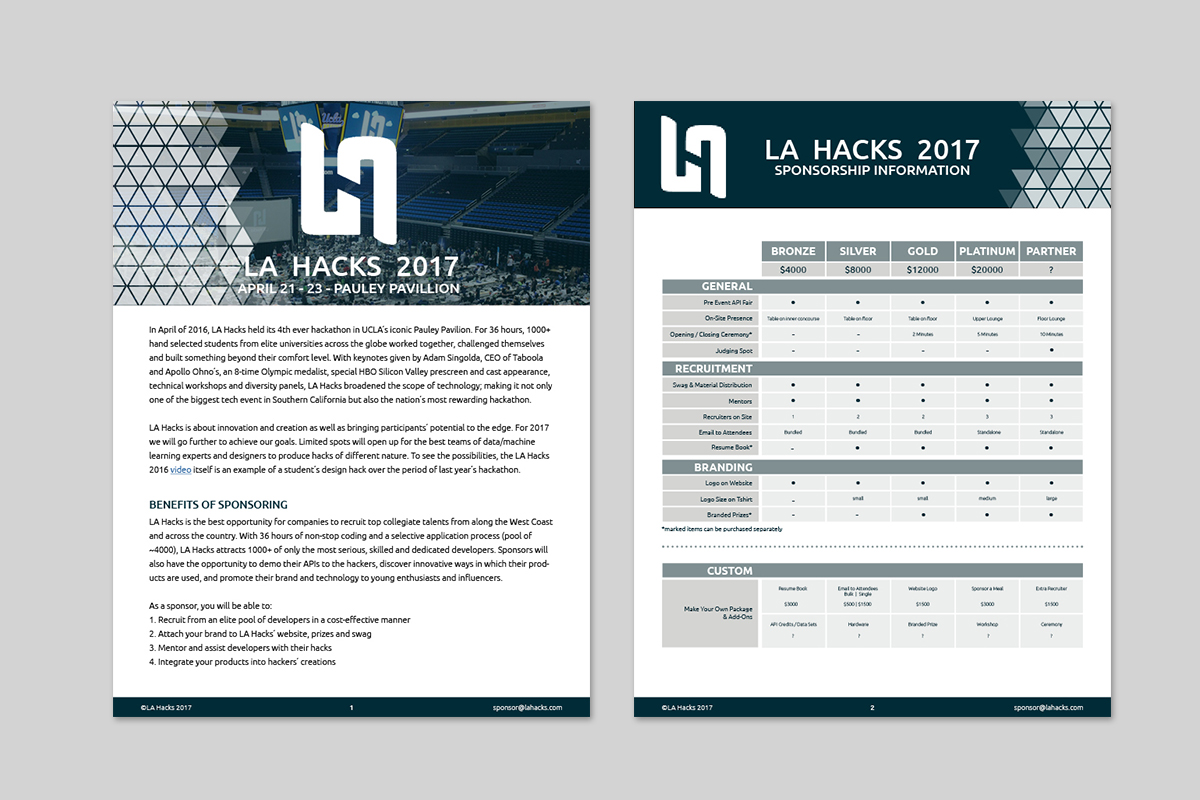 Ucla
LA HACKS 2017
APRIL 21 - 23 - PAULEY PAVILLION
In April of 2016, LA Hacks held its 4th ever hackathon in UCLA's iconic Pauley Pavilion. For 36 hours, 1000+
hand selected students from elite universities across the globe worked together, challenged themselves
and built something beyond their comfort level. With keynotes given by Adam Singolda, CEO of Taboola
and Apollo Ohno's, an 8-time Olympic medalist, special HBO Silicon Valley prescreen and cast appearance,
technical workshops and diversity panels, LA Hacks broadened the scope of technology; making it not only
one of the biggest tech event in Southern California but also the nation's most rewarding hackathon.
LA Hacks is about innovation and creation as well as bringing participants' potential to the edge. For 2017
we will go further to achieve our goals. Limited spots will open up for the best teams of data/machine
learning experts and designers to produce hacks of different nature. To see the possibilities, the LA Hacks
2016 video itself is an example of a student's design hack over the period of last year's hackathon.
BENEFITS OF SPONSORING
LA Hacks is the best opportunity for companies to recruit top collegiate talents from along the West Coast
and across the country. With 36 hours of non-stop coding and a selective application process (pool of
~4000), LA Hacks attracts 1000+ of only the most serious, skilled and dedicated developers. Sponsors will
also have the opportunity to demo their APIs to the hackers, discover innovative ways in which their prod-
ucts are used, and promote their brand and technology to young enthusiasts and influencers.
As a sponsor, you will be able to:
1. Recruit from an elite pool of developers in a cost-effective manner
2. Attach your brand to LA Hacks' website, prizes and swag
3. Mentor and assist developers with their hacks
4. Integrate your products into hackers' creations
©LA Hacks 2017 1 sponsor@lahacks.com
LA HACKS 2017
SPONSORSHIP INFORMATION
BRONZE SILVER GOLD PLATINUM PARTNER
$4000 $8000 $12000 $20000 ?
GENERAL
Pre Event API Fair • • • • •
On-Site Presence Table on inner concourse Table on floor Table on floor Upper Lounge Floor Lounge
Opening / Closing Ceremony* - - 2 Minutes 5 Minutes 10 Minutes
Judging Spot - - - - •
RECRUITMENT
Swag & Material Distribution • • • • •
Mentors • • • • •
Recruiters on Site 1 2 2 3 3
Email to Attendees Bundled Bundled Bundled Standalone Standalone
Resume Book* - • • • •
BRANDING
Logo on Website • • • • •
Logo Size on Tshirt - small small medium large
Branded Prizes* - - • • •
*marked items can be purchased separately
CUSTOM
Make Your Own Package
& Add-Ons
Resume Book Email to Attendees Website Logo Sponsor a Meal Extra Recruiter
Bulk | Single
$3000 $500 | $1500 $1500 $3000 $1500
API Credits / Data Sets Hardware Branded Prize Workshop Ceremony
? ? ? ? ?
©LA Hacks 2017 2 sponsor@lahacks.com